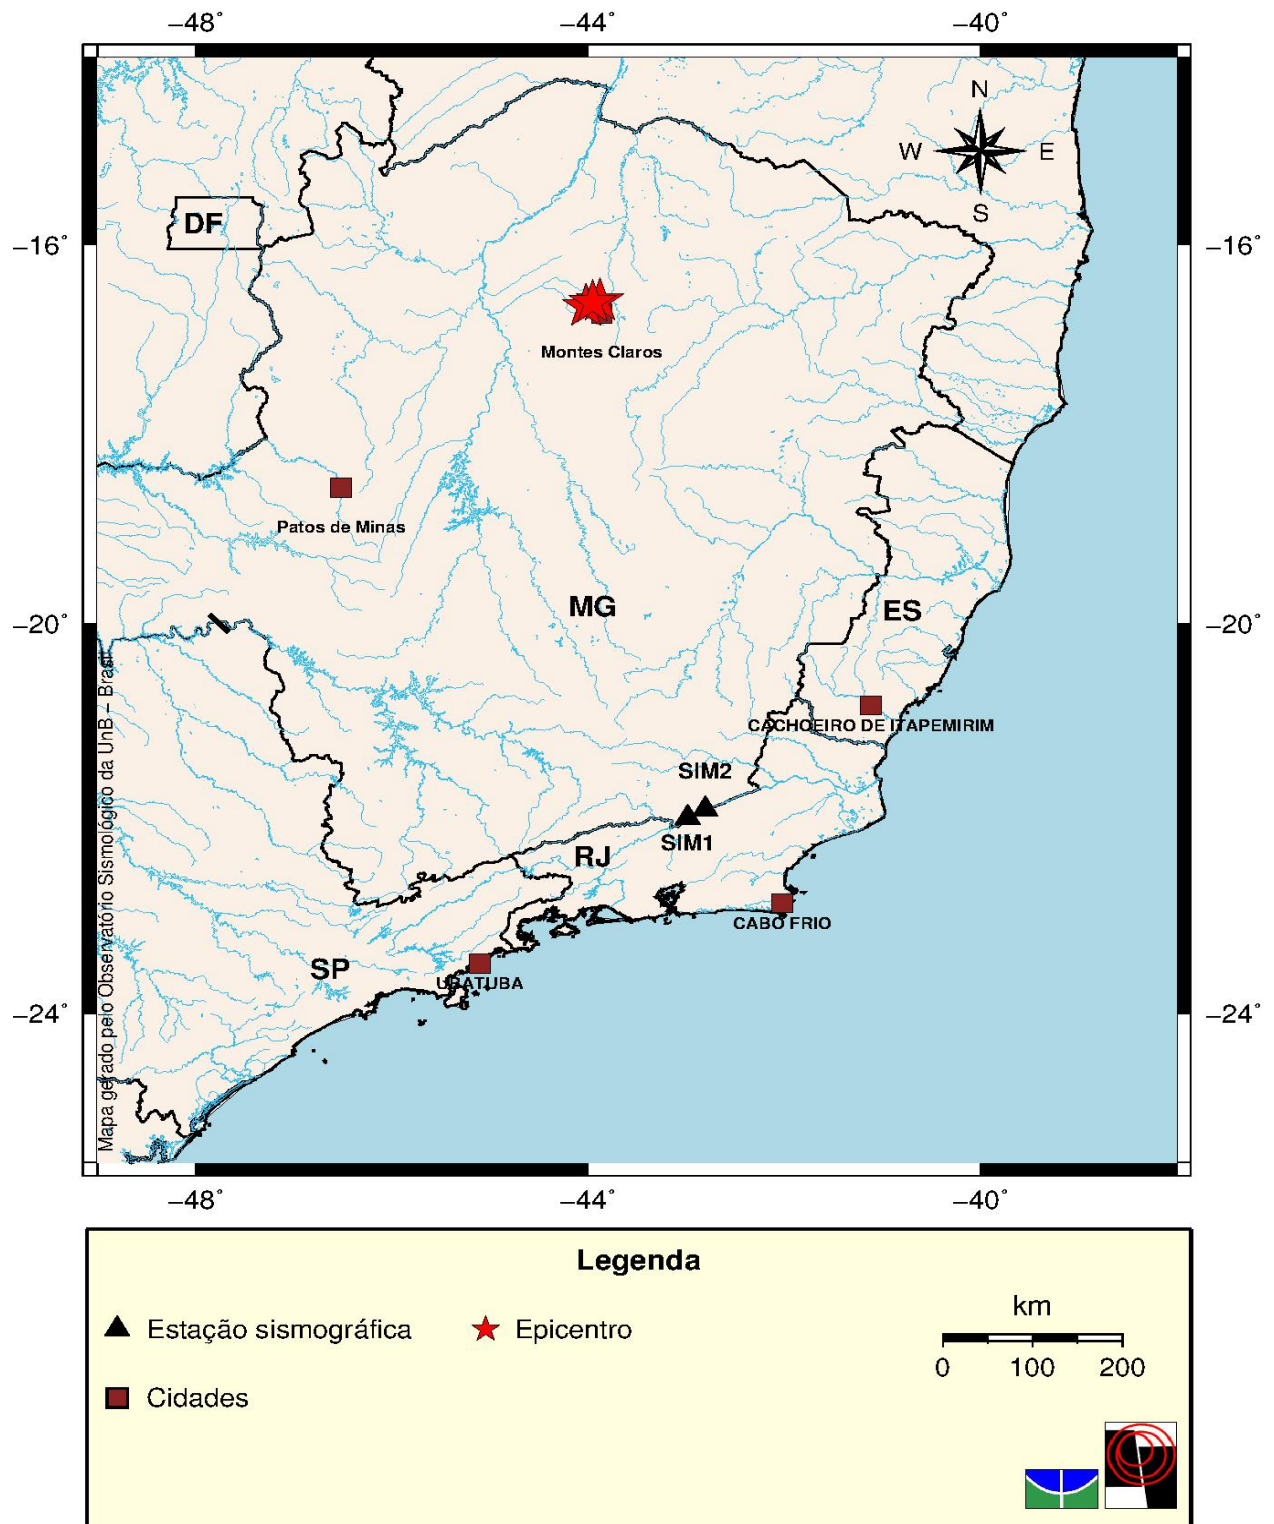 −48° −44° −40°
N
W E
S
DF
−16° −16°
Montes Claros
Patos de Minas
MG
ES
−20° −20°
CACHOEIRO DE ITAPEMIRIM
SIM2
SIM1
RJ
CABO FRIO
SP
UBATUBA
−24° −24°
Mapa gerado pelo Observatório Sismológico da UnB – Brasil
−48° −44° −40°
Legenda
Estação sismográfica
Epicentro
km
0 100 200
Cidades